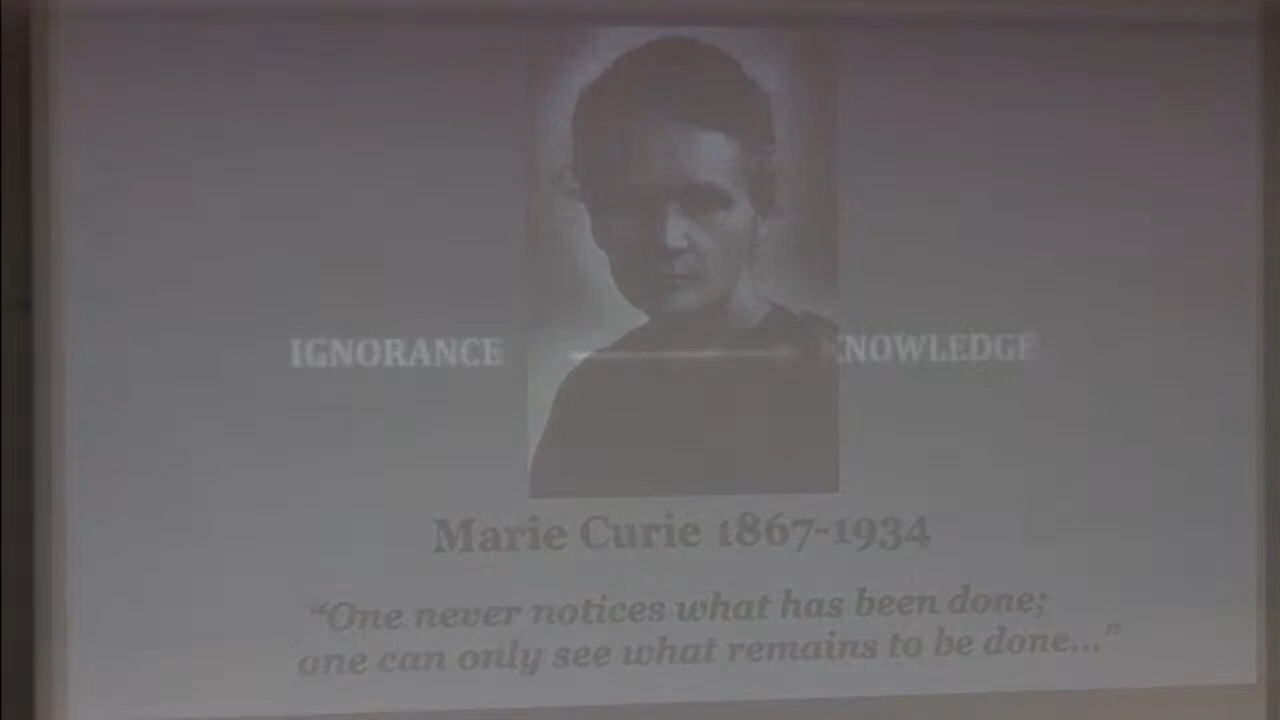 IGNORANCE KNOWLEDGE
Marie Curie 1867-1934
“One never notices what has been done;
one can only see what remains to be done...”